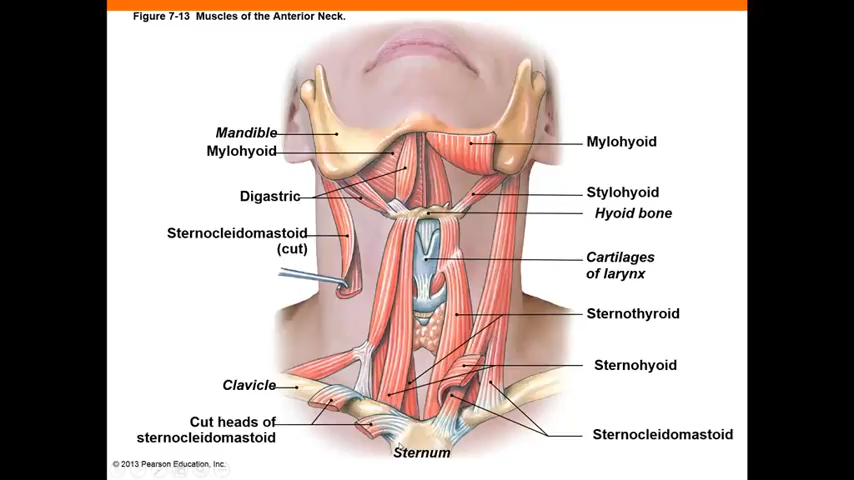 Figure 7-13 Muscles of the Anterior Neck.
Mandible
Mylohyoid
Digastric
Sternocleidomastoid
(cut)
Clavicle
Cut heads of
sternocleidomastoid
Mylohyoid
Stylohyoid
Hyoid bone
Cartilages
of larynx
Sternothyroid
Sternohyoid
Sternocleidomastoid
Sternum
© 2013 Pearson Education, Inc.